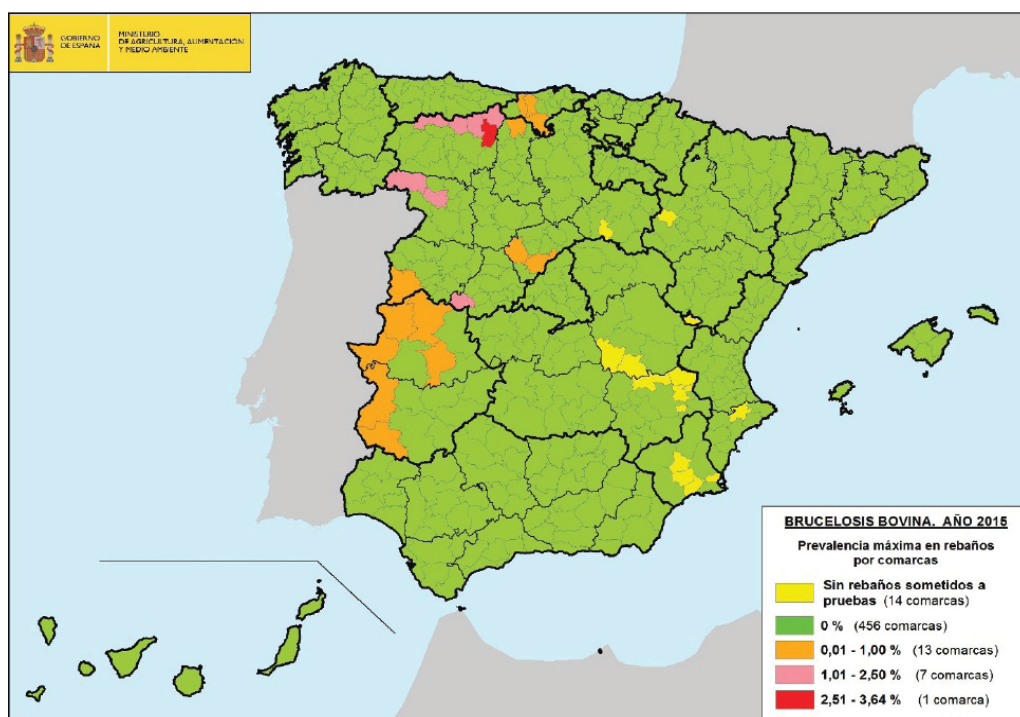 GOBIERNO
DE ESPAÑA
MINISTERIO
DE AGRICULTURA, ALIMENTACIÓN
Y MEDIO AMBIENTE
BRUCELOSIS BOVINA. AÑO 2015
Prevalencia máxima en rebaños
por comarcas
Sin rebaños sometidos a
pruebas (14 comarcas)
0 % (456 comarcas)
0,01 - 1,00 % (13 comarcas)
1,01 - 2,50 % (7 comarcas)
2,51 - 3,64 % (1 comarca)